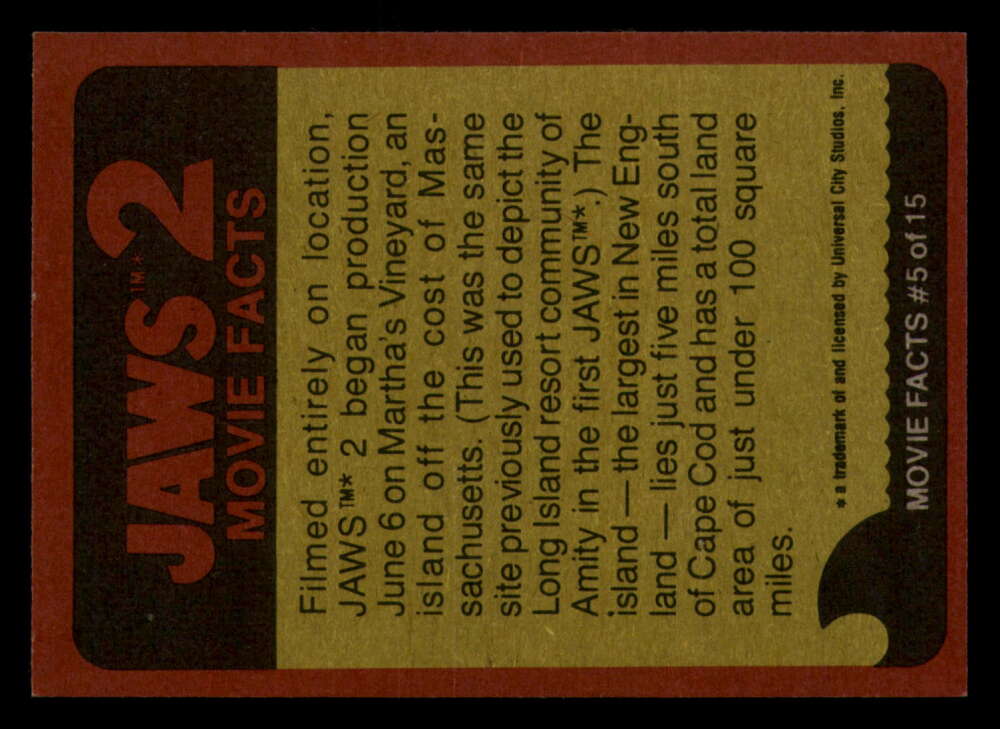 JAWS™* 2
MOVIE FACTS
Filmed entirely on location,
JAWS™* 2 began production
June 6 on Martha's Vineyard, an
island off the cost of Mas-
sachusetts. (This was the same
site previously used to depict the
Long Island resort community of
Amity in the first JAWS™*.) The
island — the largest in New Eng-
land — lies just five miles south
of Cape Cod and has a total land
area of just under 100 square
miles.
* a trademark of and licensed by Universal City Studios, Inc.
MOVIE FACTS #5 of 15